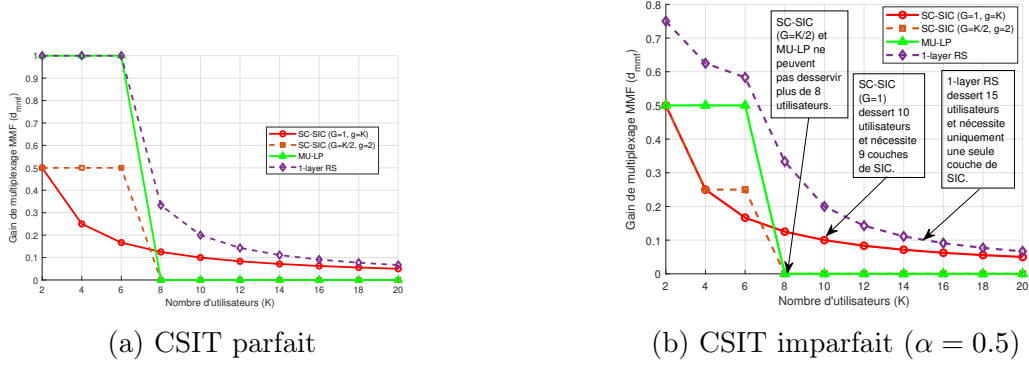 Gain de multiplexage MMF (d_mmf)
1
0.9
0.8
0.7
0.6
0.5
0.4
0.3
0.2
0.1
0
2 4 6 8 10 12 14 16 18 20
Nombre d'utilisateurs (K)
SC-SIC (G=1, g=K)
SC-SIC (G=K/2, g=2)
MU-LP
1-layer RS
(a) CSIT parfait
Gain de multiplexage MMF (d_mmf)
0.8
0.7
0.6
0.5
0.4
0.3
0.2
0.1
0
2 4 6 8 10 12 14 16 18 20
Nombre d'utilisateurs (K)
SC-SIC (G=1, g=K)
SC-SIC (G=K/2, g=2)
MU-LP
1-layer RS
SC-SIC
(G=K/2) et
MU-LP ne
peuvent
pas desservir
plus de 8
utilisateurs.
SC-SIC
(G=1)
dessert 10
utilisateurs
et nécessite
9 couches
de SIC.
1-layer RS
dessert 15
utilisateurs
et nécessite
uniquement
une seule
couche de
SIC.
(b) CSIT imparfait (α = 0.5)